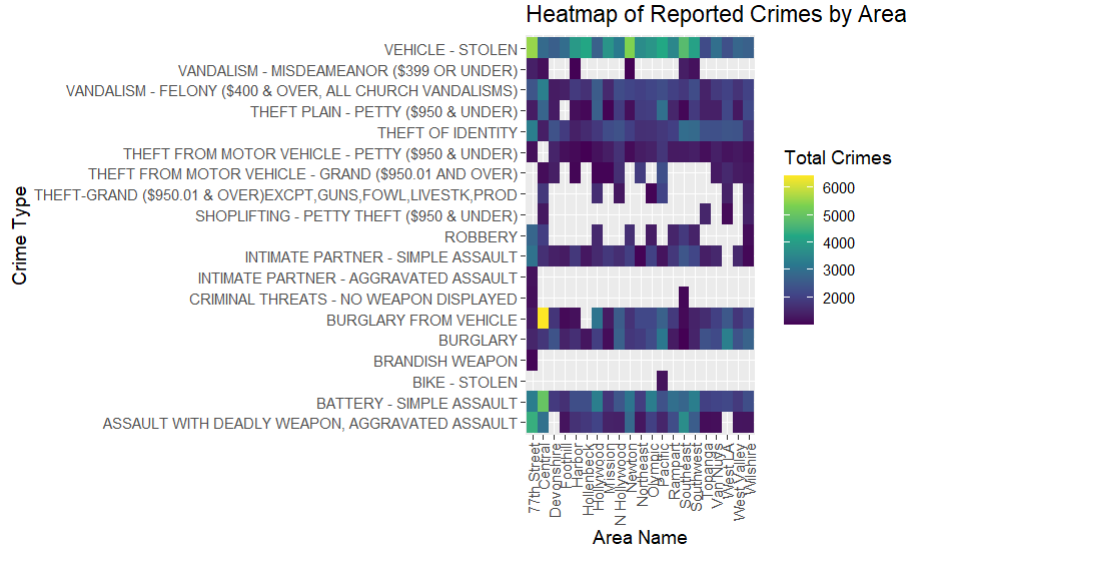 Heatmap of Reported Crimes by Area
Crime Type
VEHICLE - STOLEN
VANDALISM - MISDEAMEANOR ($399 OR UNDER)
VANDALISM - FELONY ($400 & OVER, ALL CHURCH VANDALISMS)
THEFT PLAIN - PETTY ($950 & UNDER)
THEFT OF IDENTITY
THEFT FROM MOTOR VEHICLE - PETTY ($950 & UNDER)
THEFT FROM MOTOR VEHICLE - GRAND ($950.01 AND OVER)
THEFT-GRAND ($950.01 & OVER)EXCPT,GUNS,FOWL,LIVESTK,PROD
SHOPLIFTING - PETTY THEFT ($950 & UNDER)
ROBBERY
INTIMATE PARTNER - SIMPLE ASSAULT
INTIMATE PARTNER - AGGRAVATED ASSAULT
CRIMINAL THREATS - NO WEAPON DISPLAYED
BURGLARY FROM VEHICLE
BURGLARY
BRANDISH WEAPON
BIKE - STOLEN
BATTERY - SIMPLE ASSAULT
ASSAULT WITH DEADLY WEAPON, AGGRAVATED ASSAULT
77th Street
Central
Devonshire
Foothill
Harbor
Hollenbeck
Hollywood
Mission
N Hollywood
Newton
Northeast
Olympic
Pacific
Rampart
Southeast
Southwest
Topanga
Van Nuys
West LA
West Valley
Wilshire
Area Name
Total Crimes
6000
5000
4000
3000
2000